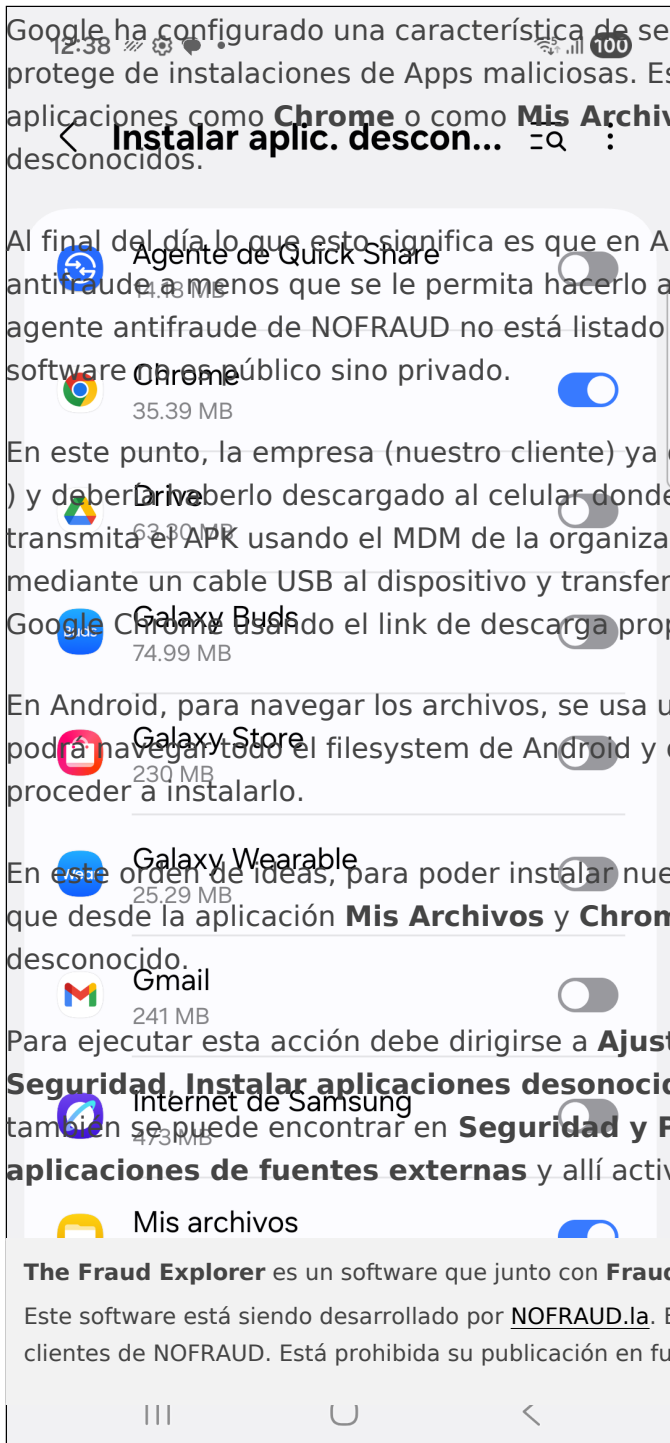 Google ha configurado una característica de se
12:38
100
protege de instalaciones de Apps maliciosas. Es
aplicaciones como Chrome o como Mis Archiv
Instalar aplic. descon...
desconocidos.
Al final del día lo que esto significa es que en A
Agente de Quick Share
antifraude a menos que se le permita hacerlo a
14.18 MB
agente antifraude de NOFRAUD no está listado
software no es público sino privado.
Chrome
35.39 MB
En este punto, la empresa (nuestro cliente) ya
) y debería haberlo descargado al celular donde
Drive
transmita el APK usando el MDM de la organiza
63.30 MB
mediante un cable USB al dispositivo y transfer
Google Chrome usando el link de descarga prop
Galaxy Buds
74.99 MB
En Android, para navegar los archivos, se usa u
podrá navegar todo el filesystem de Android y
Galaxy Store
230 MB
proceder a instalarlo.
En este orden de ideas, para poder instalar nue
Galaxy Wearable
25.29 MB
que desde la aplicación Mis Archivos y Chrom
desconocido.
Gmail
241 MB
Para ejecutar esta acción debe dirigirse a Ajust
Seguridad, Instalar aplicaciones desonocid
Internet de Samsung
también se puede encontrar en Seguridad y P
473 MB
aplicaciones de fuentes externas y allí activ
Mis archivos
The Fraud Explorer es un software que junto con Fraud
Este software está siendo desarrollado por NOFRAUD.la. E
clientes de NOFRAUD. Está prohibida su publicación en fu